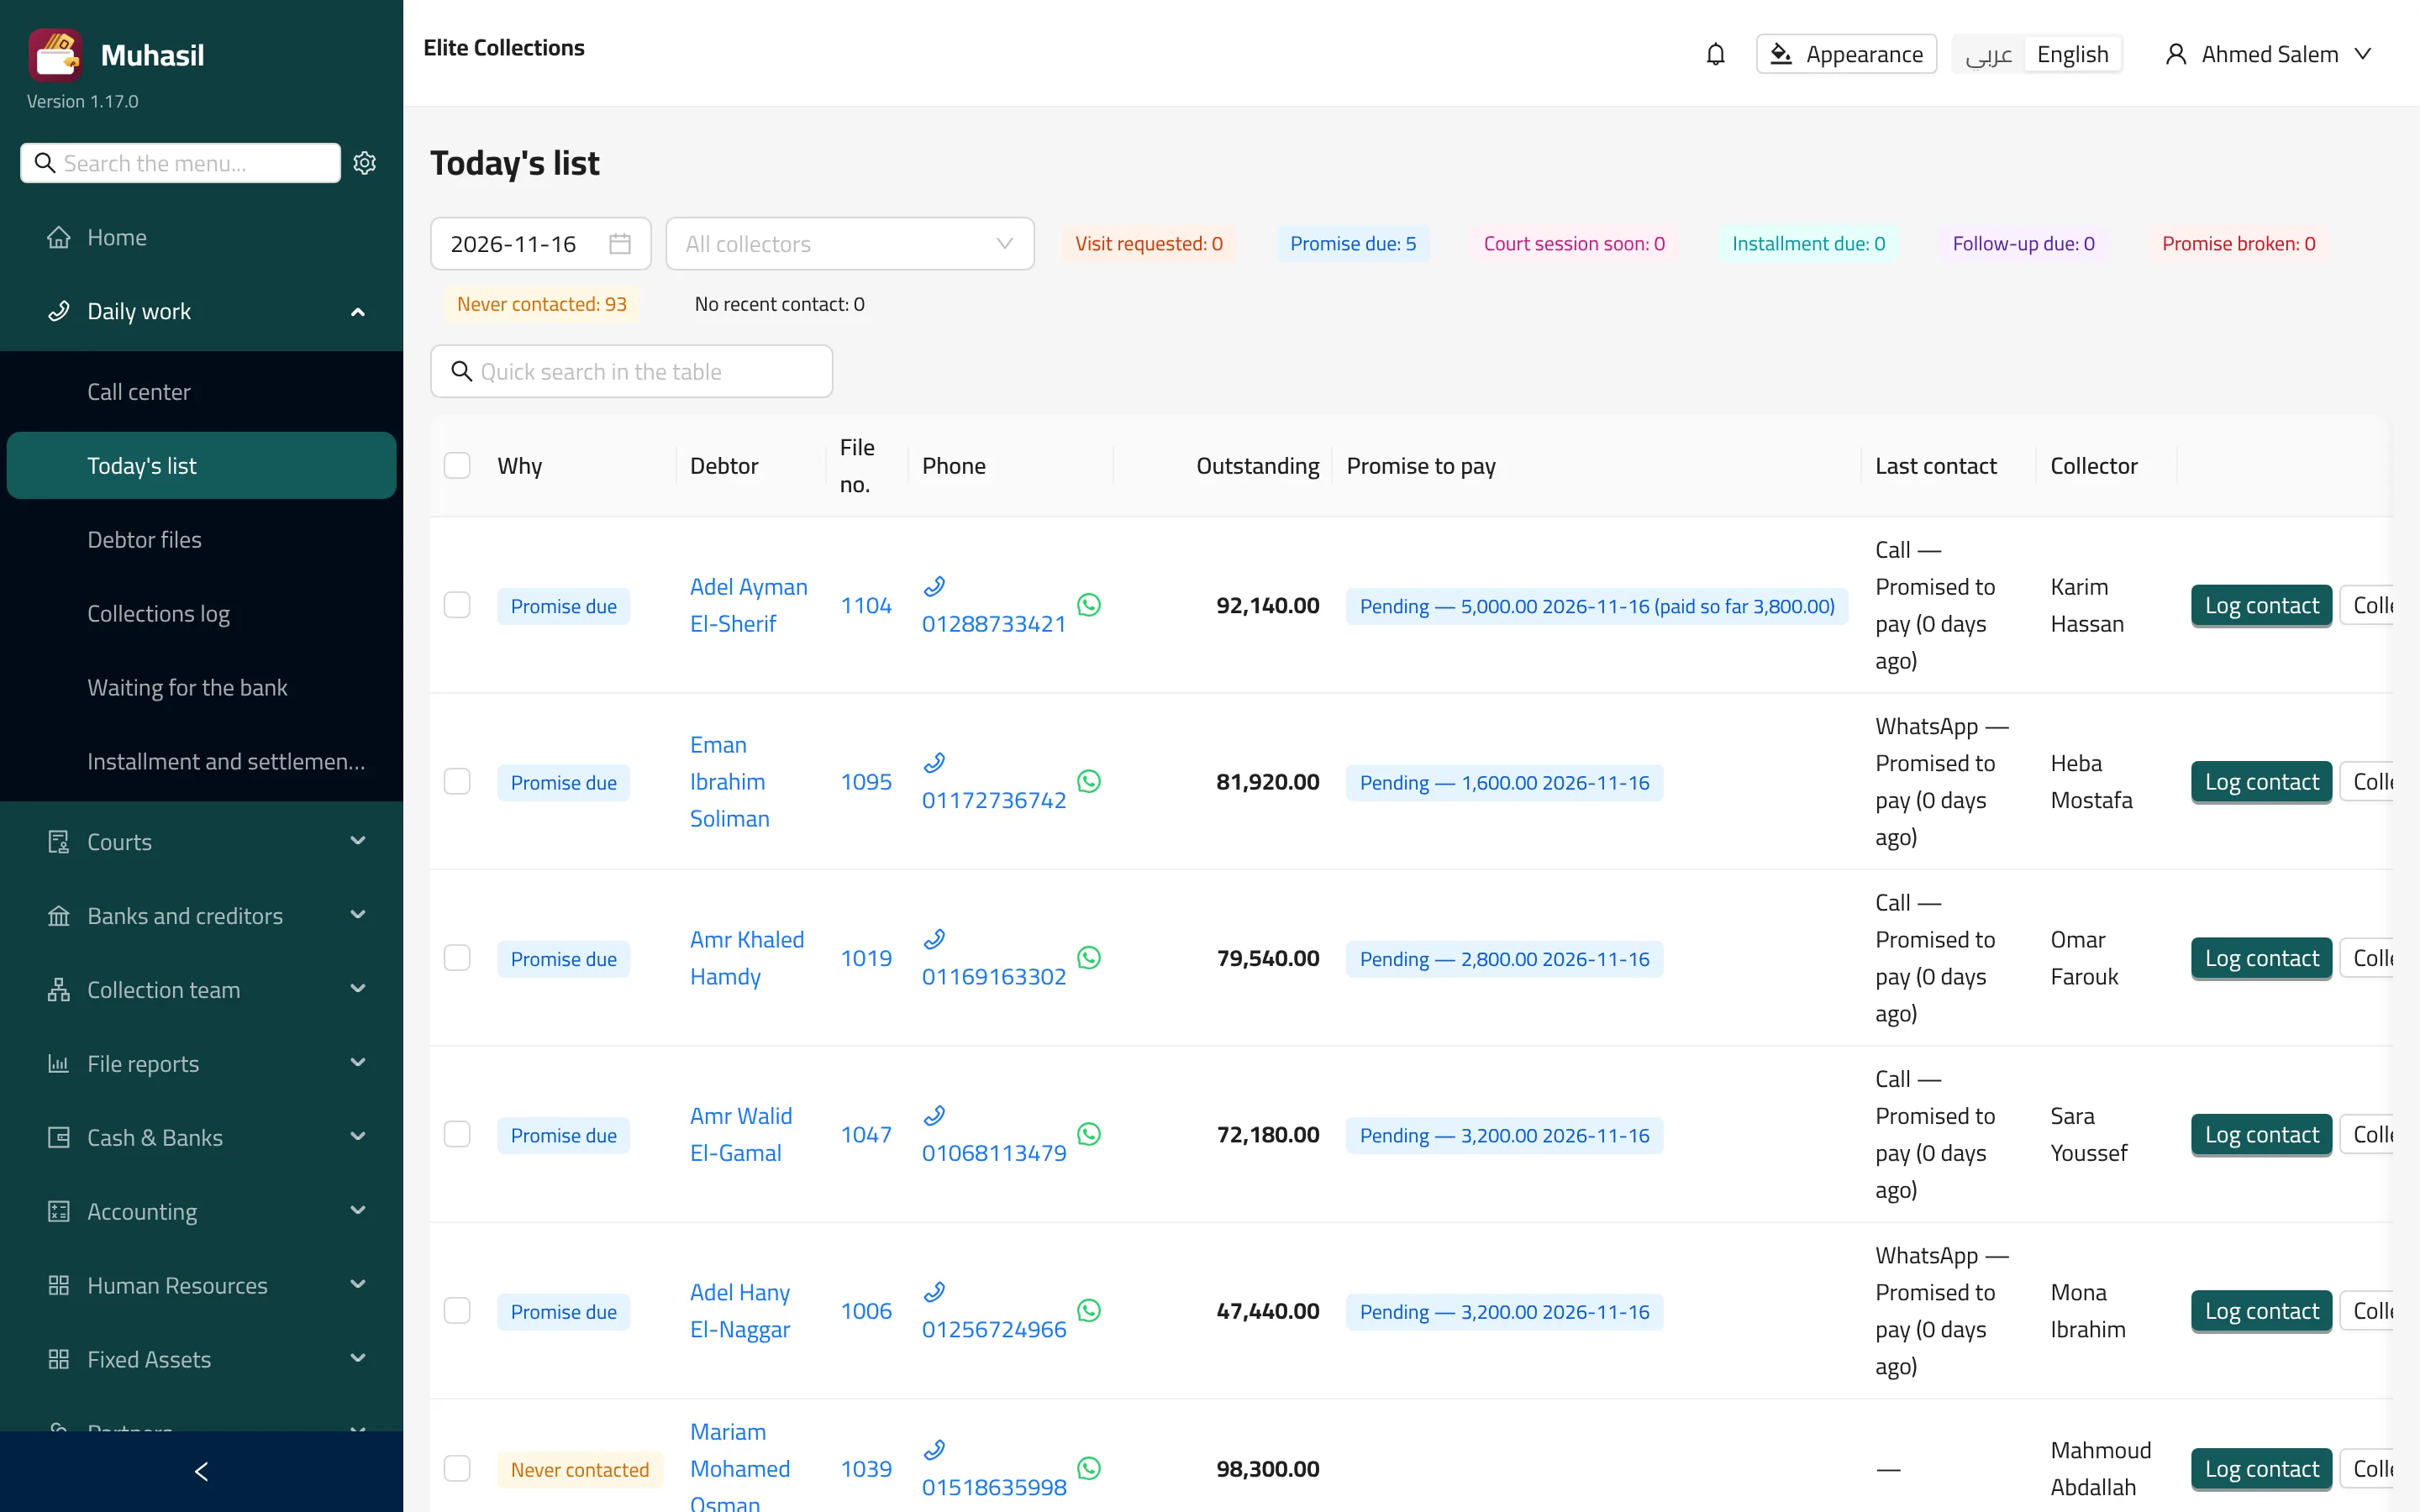 Muhasil
Version 1.17.0
Search the menu...
Home
Daily work
Call center
Today's list
Debtor files
Collections log
Waiting for the bank
Installment and settlemen...
Courts
Banks and creditors
Collection team
File reports
Cash & Banks
Accounting
Human Resources
Fixed Assets
Partners
Elite Collections
Appearance
عربي
English
Ahmed Salem
Today's list
2026-11-16
All collectors
Visit requested: 0
Promise due: 5
Court session soon: 0
Installment due: 0
Follow-up due: 0
Promise broken: 0
Never contacted: 93
No recent contact: 0
Quick search in the table
Why
Debtor
File
no.
Phone
Outstanding
Promise to pay
Last contact
Collector
Promise due
Adel Ayman
El-Sherif
1104
01288733421
92,140.00
Pending — 5,000.00 2026-11-16 (paid so far 3,800.00)
Call —
Promised to
pay (0 days
ago)
Karim
Hassan
Log contact
Colle
Promise due
Eman
Ibrahim
Soliman
1095
01172736742
81,920.00
Pending — 1,600.00 2026-11-16
WhatsApp —
Promised to
pay (0 days
ago)
Heba
Mostafa
Log contact
Colle
Promise due
Amr Khaled
Hamdy
1019
01169163302
79,540.00
Pending — 2,800.00 2026-11-16
Call —
Promised to
pay (0 days
ago)
Omar
Farouk
Log contact
Colle
Promise due
Amr Walid
El-Gamal
1047
01068113479
72,180.00
Pending — 3,200.00 2026-11-16
Call —
Promised to
pay (0 days
ago)
Sara
Youssef
Log contact
Colle
Promise due
Adel Hany
El-Naggar
1006
01256724966
47,440.00
Pending — 3,200.00 2026-11-16
WhatsApp —
Promised to
pay (0 days
ago)
Mona
Ibrahim
Log contact
Colle
Never contacted
Mariam
Mohamed
Osman
1039
01518635998
98,300.00
—
Mahmoud
Abdallah
Log contact
Colle